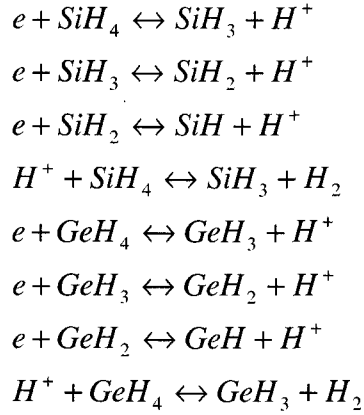 e + SiH₄ ↔ SiH₃ + H⁺
e + SiH₃ ↔ SiH₂ + H⁺
e + SiH₂ ↔ SiH + H⁺
H⁺ + SiH₄ ↔ SiH₃ + H₂
e + GeH₄ ↔ GeH₃ + H⁺
e + GeH₃ ↔ GeH₂ + H⁺
e + GeH₂ ↔ GeH + H⁺
H⁺ + GeH₄ ↔ GeH₃ + H₂